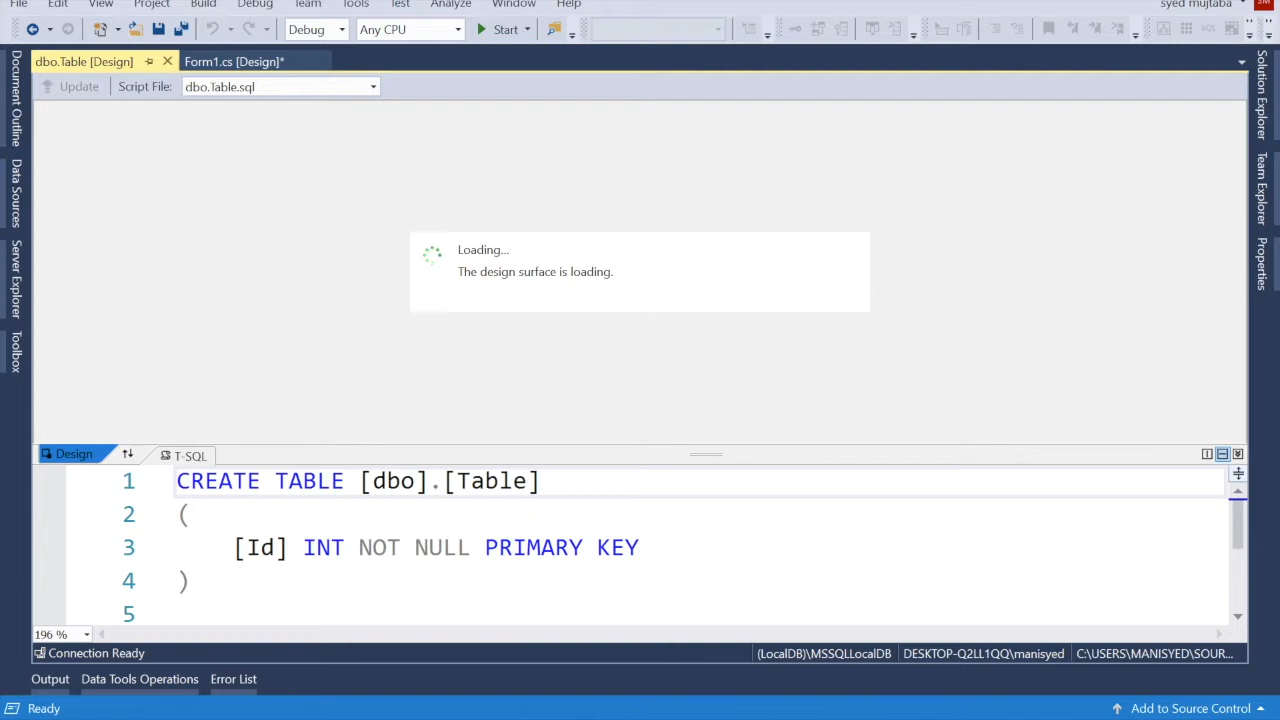 File Edit View Project Build Debug Team Tools Test Analyze Window Help syed mujtaba SM
Debug Any CPU Start SQL
dbo.Table [Design] Form1.cs [Design]*
Update Script File: dbo.Table.sql
Document Outline
Data Sources
Server Explorer
Toolbox
Solution Explorer
Team Explorer
Properties
Loading...
The design surface is loading.
Design T-SQL
1 CREATE TABLE [dbo].[Table]
2 (
3 [Id] INT NOT NULL PRIMARY KEY
4 )
5
196 %
Connection Ready (LocalDB)\MSSQLLocalDB DESKTOP-Q2LL1QQ\manisyed C:\USERS\MANISYED\SOUR...
Output Data Tools Operations Error List
Ready Add to Source Control